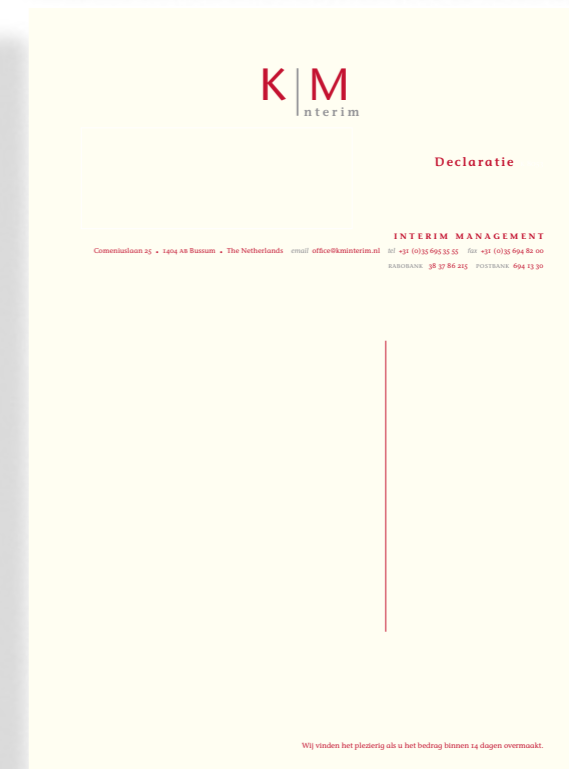 K|M
nterim
Declaratie
INTERIM MANAGEMENT
Comeniuslaan 25 • 1404 AB Bussum • The Netherlands email office@kminterim.nl tel +31 (0)35 695 35 55 fax +31 (0)35 694 82 00
RABOBANK 38 37 86 215 POSTBANK 694 13 30
Wij vinden het plezierig als u het bedrag binnen 14 dagen overmaakt.